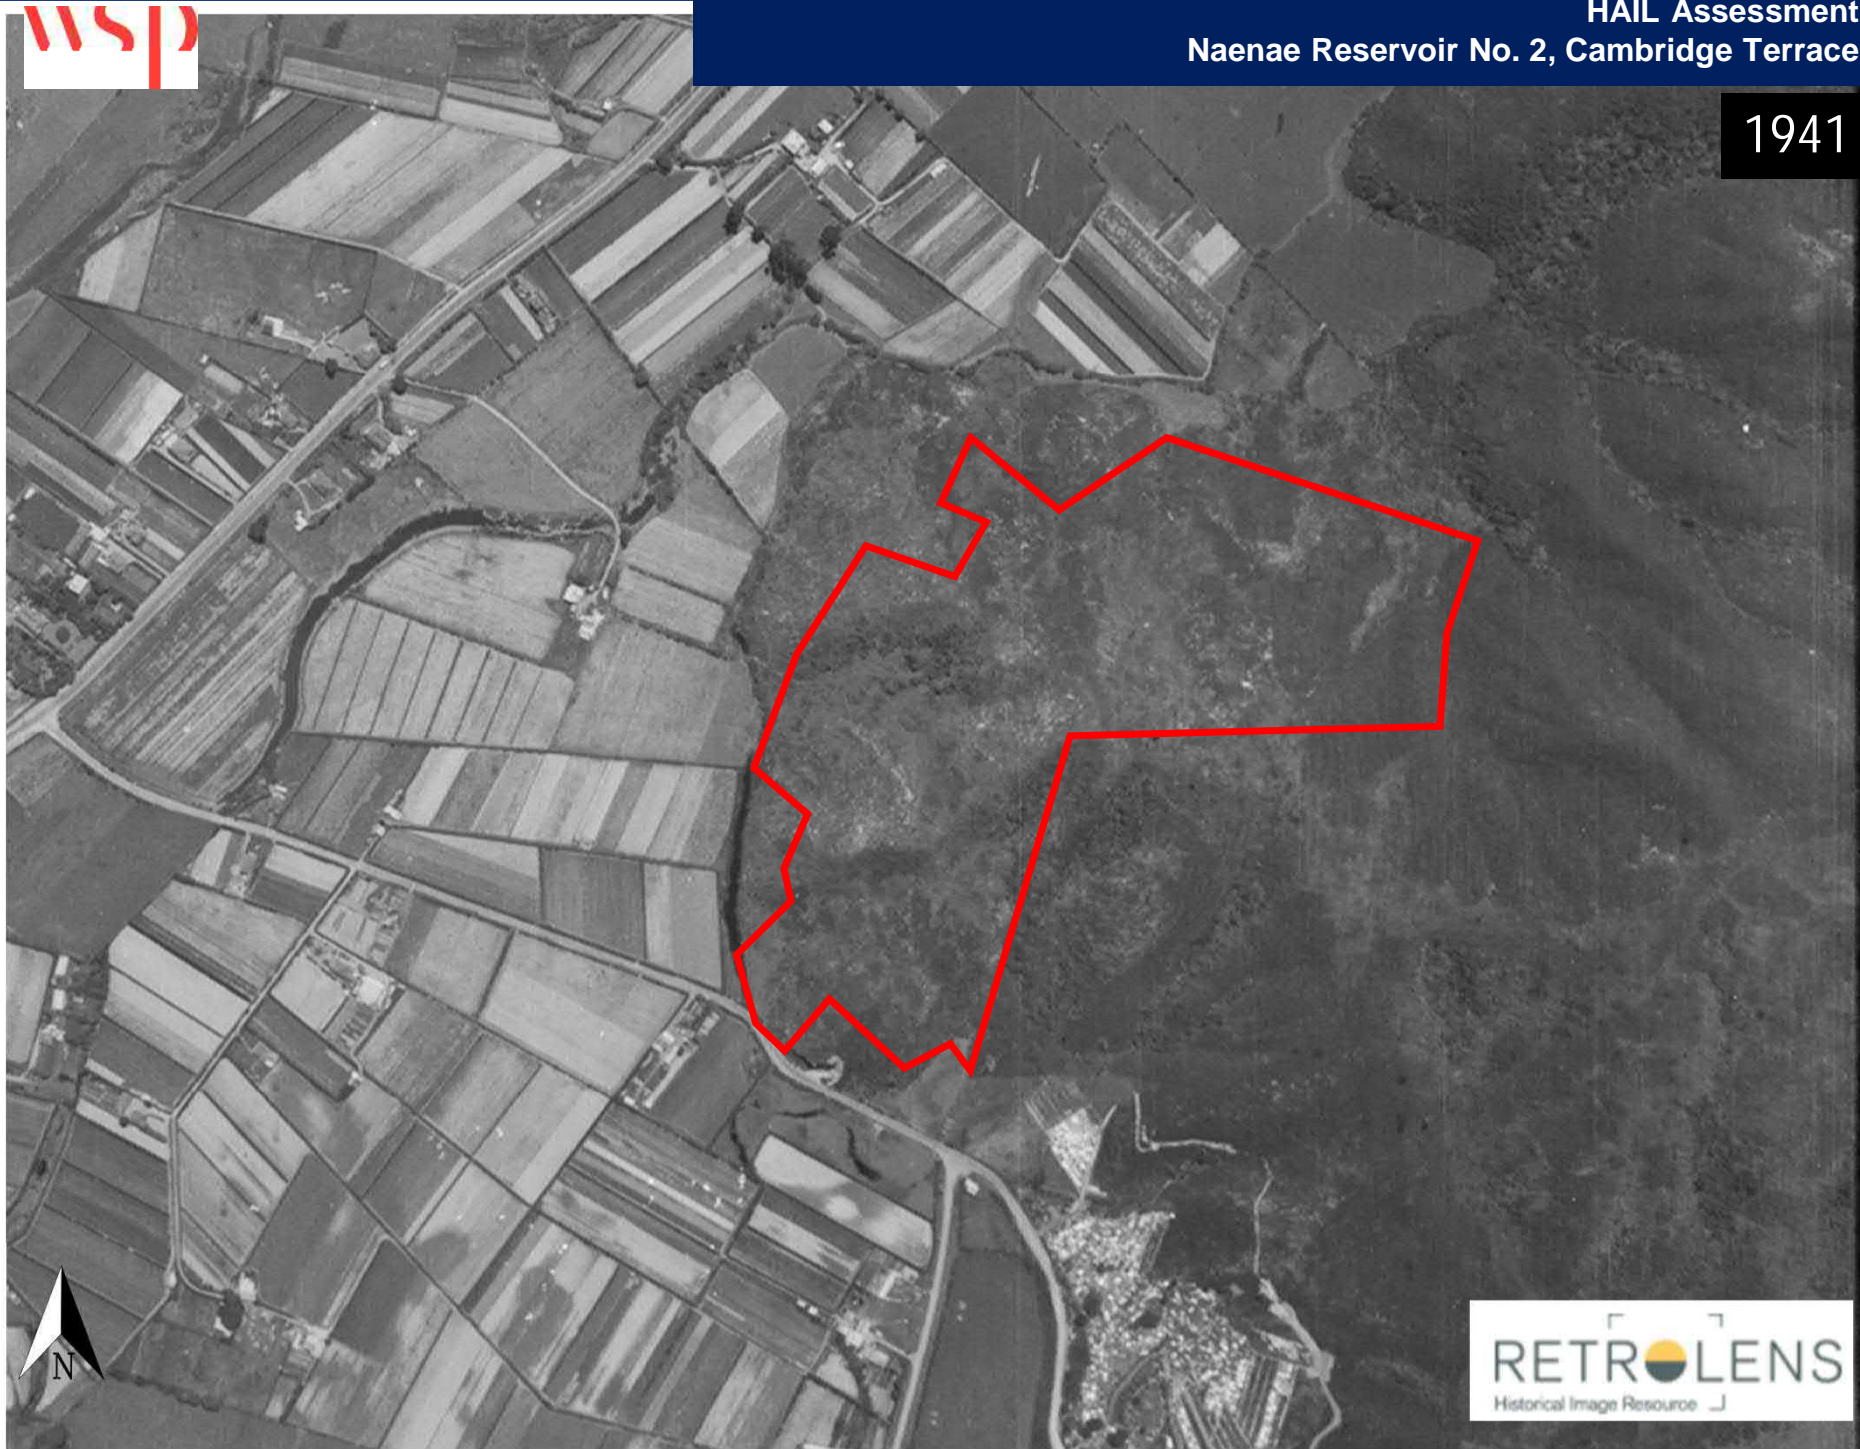 wsp
HAIL Assessment
Naenae Reservoir No. 2, Cambridge Terrace
1941
N
RETROLENS
Historical Image Resource